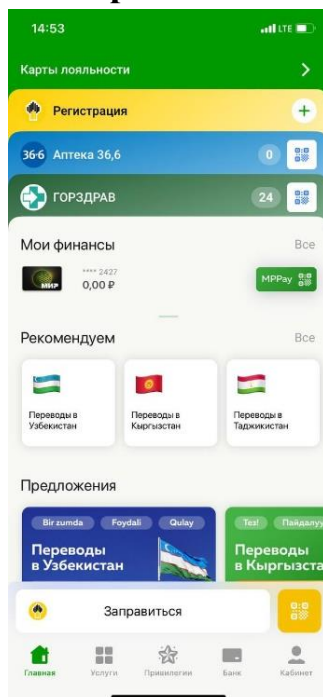 14:53
LTE
Карты лояльности
Регистрация
36,6 Аптека 36,6 0
ГОРЗДРАВ 24
Мои финансы Все
МИР
**** 2427
0,00 ₽
MPPay
Рекомендуем Все
Переводы в
Узбекистан
Переводы в
Кыргызстан
Переводы в
Таджикистан
Предложения
Bir zumda Foydali Qulay
Переводы
в Узбекистан
Tez!
Переводы
в Кыргызста
Заправиться
Главная Услуги Привилегии Банк Кабинет